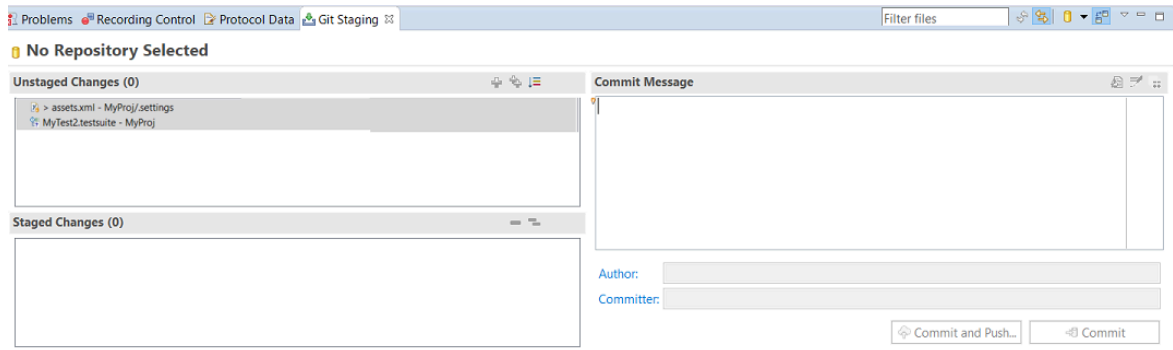 Problems Recording Control Protocol Data Git Staging Filter files
No Repository Selected
Unstaged Changes (0)
> assets.xml - MyProj/.settings
MyTest2.testsuite - MyProj
Staged Changes (0)
Commit Message
Author:
Committer:
Commit and Push... Commit